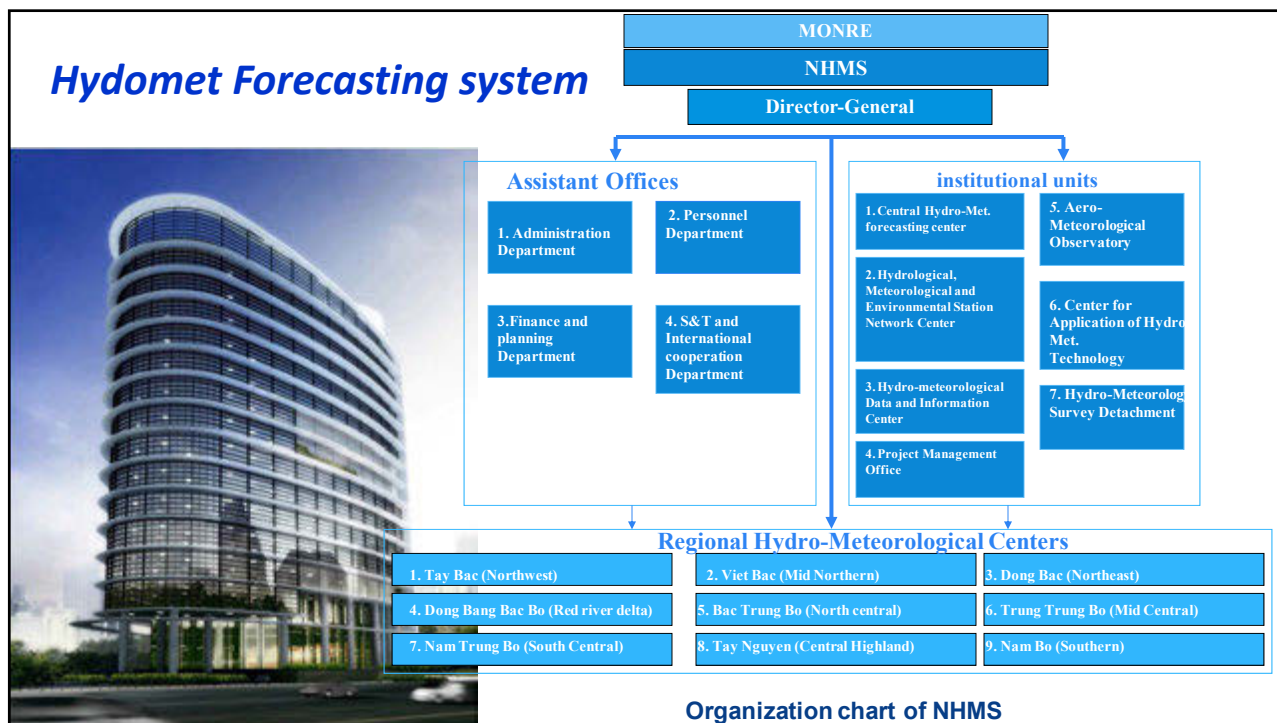 MONRE
Hydomet Forecasting system
NHMS
Director-General
Assistant Offices
1. Administration
Department
2. Personnel
Department
3.Finance and
planning
Department
4. S&T and
International
cooperation
Department
institutional units
1. Central Hydro-Met.
forecasting center
2. Hydrological,
Meteorological and
Environmental Station
Network Center
3. Hydro-meteorological
Data and Information
Center
4. Project Management
Office
5. Aero-
Meteorological
Observatory
6. Center for
Application of Hydro
Met.
Technology
7. Hydro-Meteorolog
Survey Detachment
Regional Hydro-Meteorological Centers
1. Tay Bac (Northwest)
2. Viet Bac (Mid Northern)
3. Dong Bac (Northeast)
4. Dong Bang Bac Bo (Red river delta)
5. Bac Trung Bo (North central)
6. Trung Trung Bo (Mid Central)
7. Nam Trung Bo (South Central)
8. Tay Nguyen (Central Highland)
9. Nam Bo (Southern)
Organization chart of NHMS